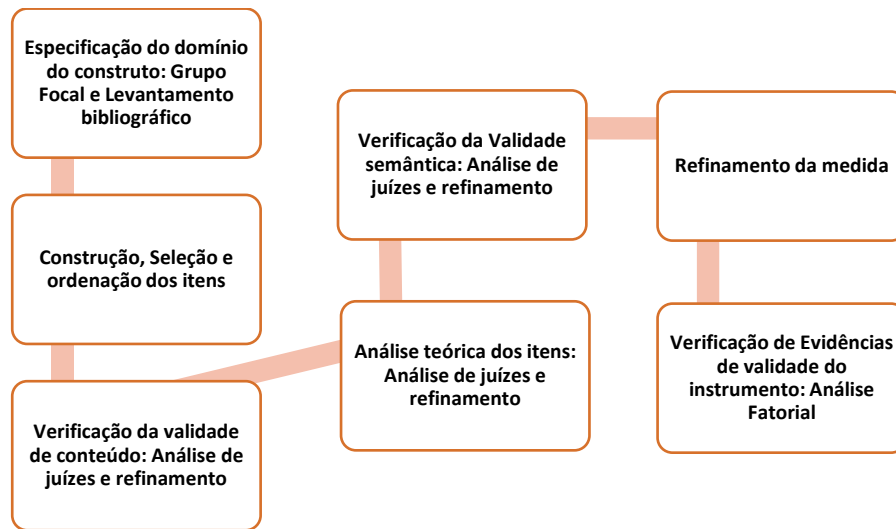 Especificação do domínio
do construto: Grupo
Focal e Levantamento
bibliográfico
Construção, Seleção e
ordenação dos itens
Verificação da validade
de conteúdo: Análise de
juízes e refinamento
Análise teórica dos itens:
Análise de juízes e
refinamento
Verificação da Validade
semântica: Análise de
juízes e refinamento
Refinamento da medida
Verificação de Evidências
de validade do
instrumento: Análise
Fatorial